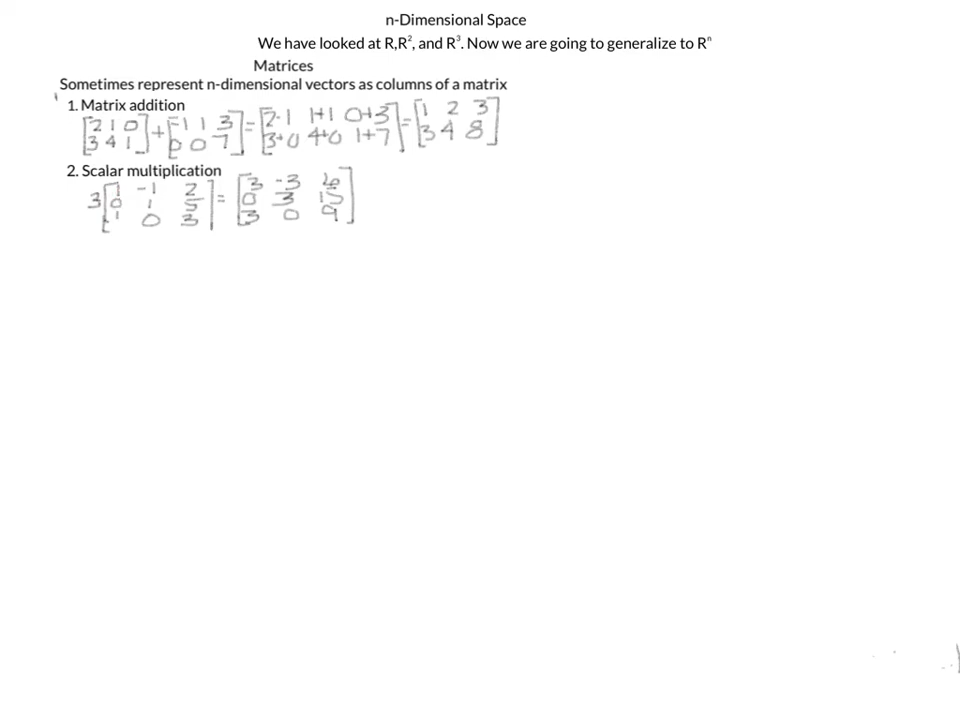 n-Dimensional Space
We have looked at R,R², and R³. Now we are going to generalize to Rⁿ
Matrices
Sometimes represent n-dimensional vectors as columns of a matrix
1. Matrix addition
[2 1 0] + [-1 1 3] = [2-1 1+1 0+3] = [1 2 3]
[3 4 1] [0 0 7] [3+0 4+0 1+7] [3 4 8]
2. Scalar multiplication
3 [1 -1 2] = [3 -3 6]
[0 1 5] [0 3 15]
[1 0 3] [3 0 9]